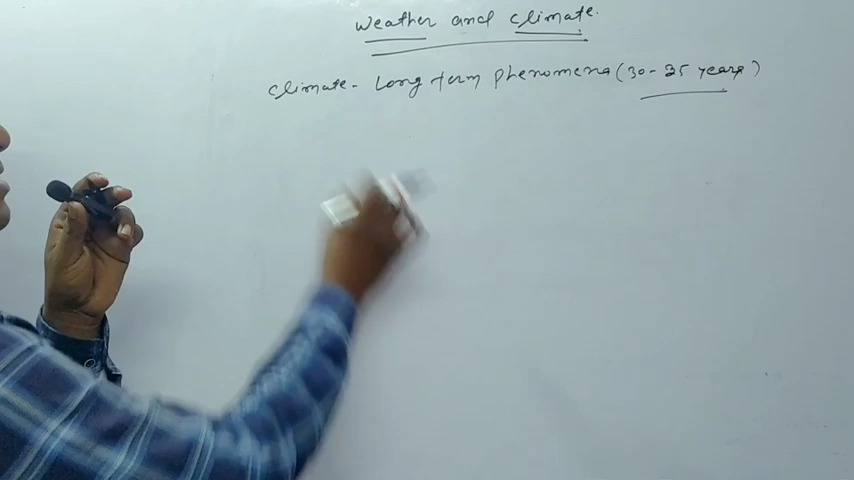 Weather and climate.
climate - Long term phenomena (30-35 years)